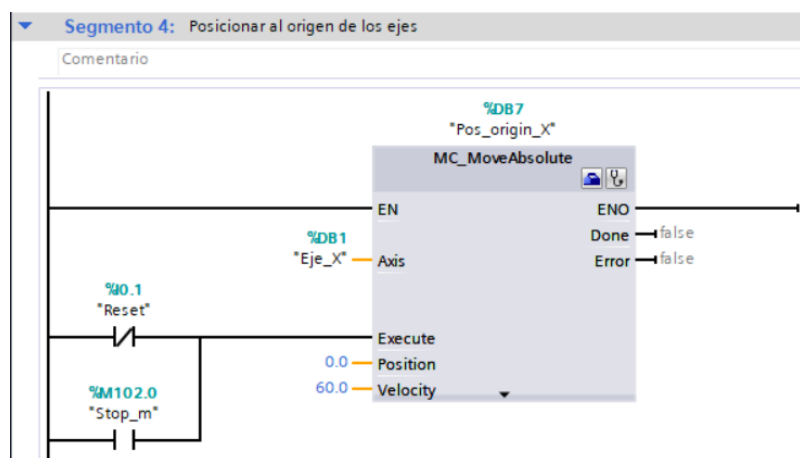 Segmento 4: Posicionar al origen de los ejes
Comentario
%DB7
"Pos_origin_X"
MC_MoveAbsolute
EN ENO
Done false
%DB1
"Eje_X" Axis Error false
%I0.1
"Reset"
Execute
0.0 Position
60.0 Velocity
%M102.0
"Stop_m"